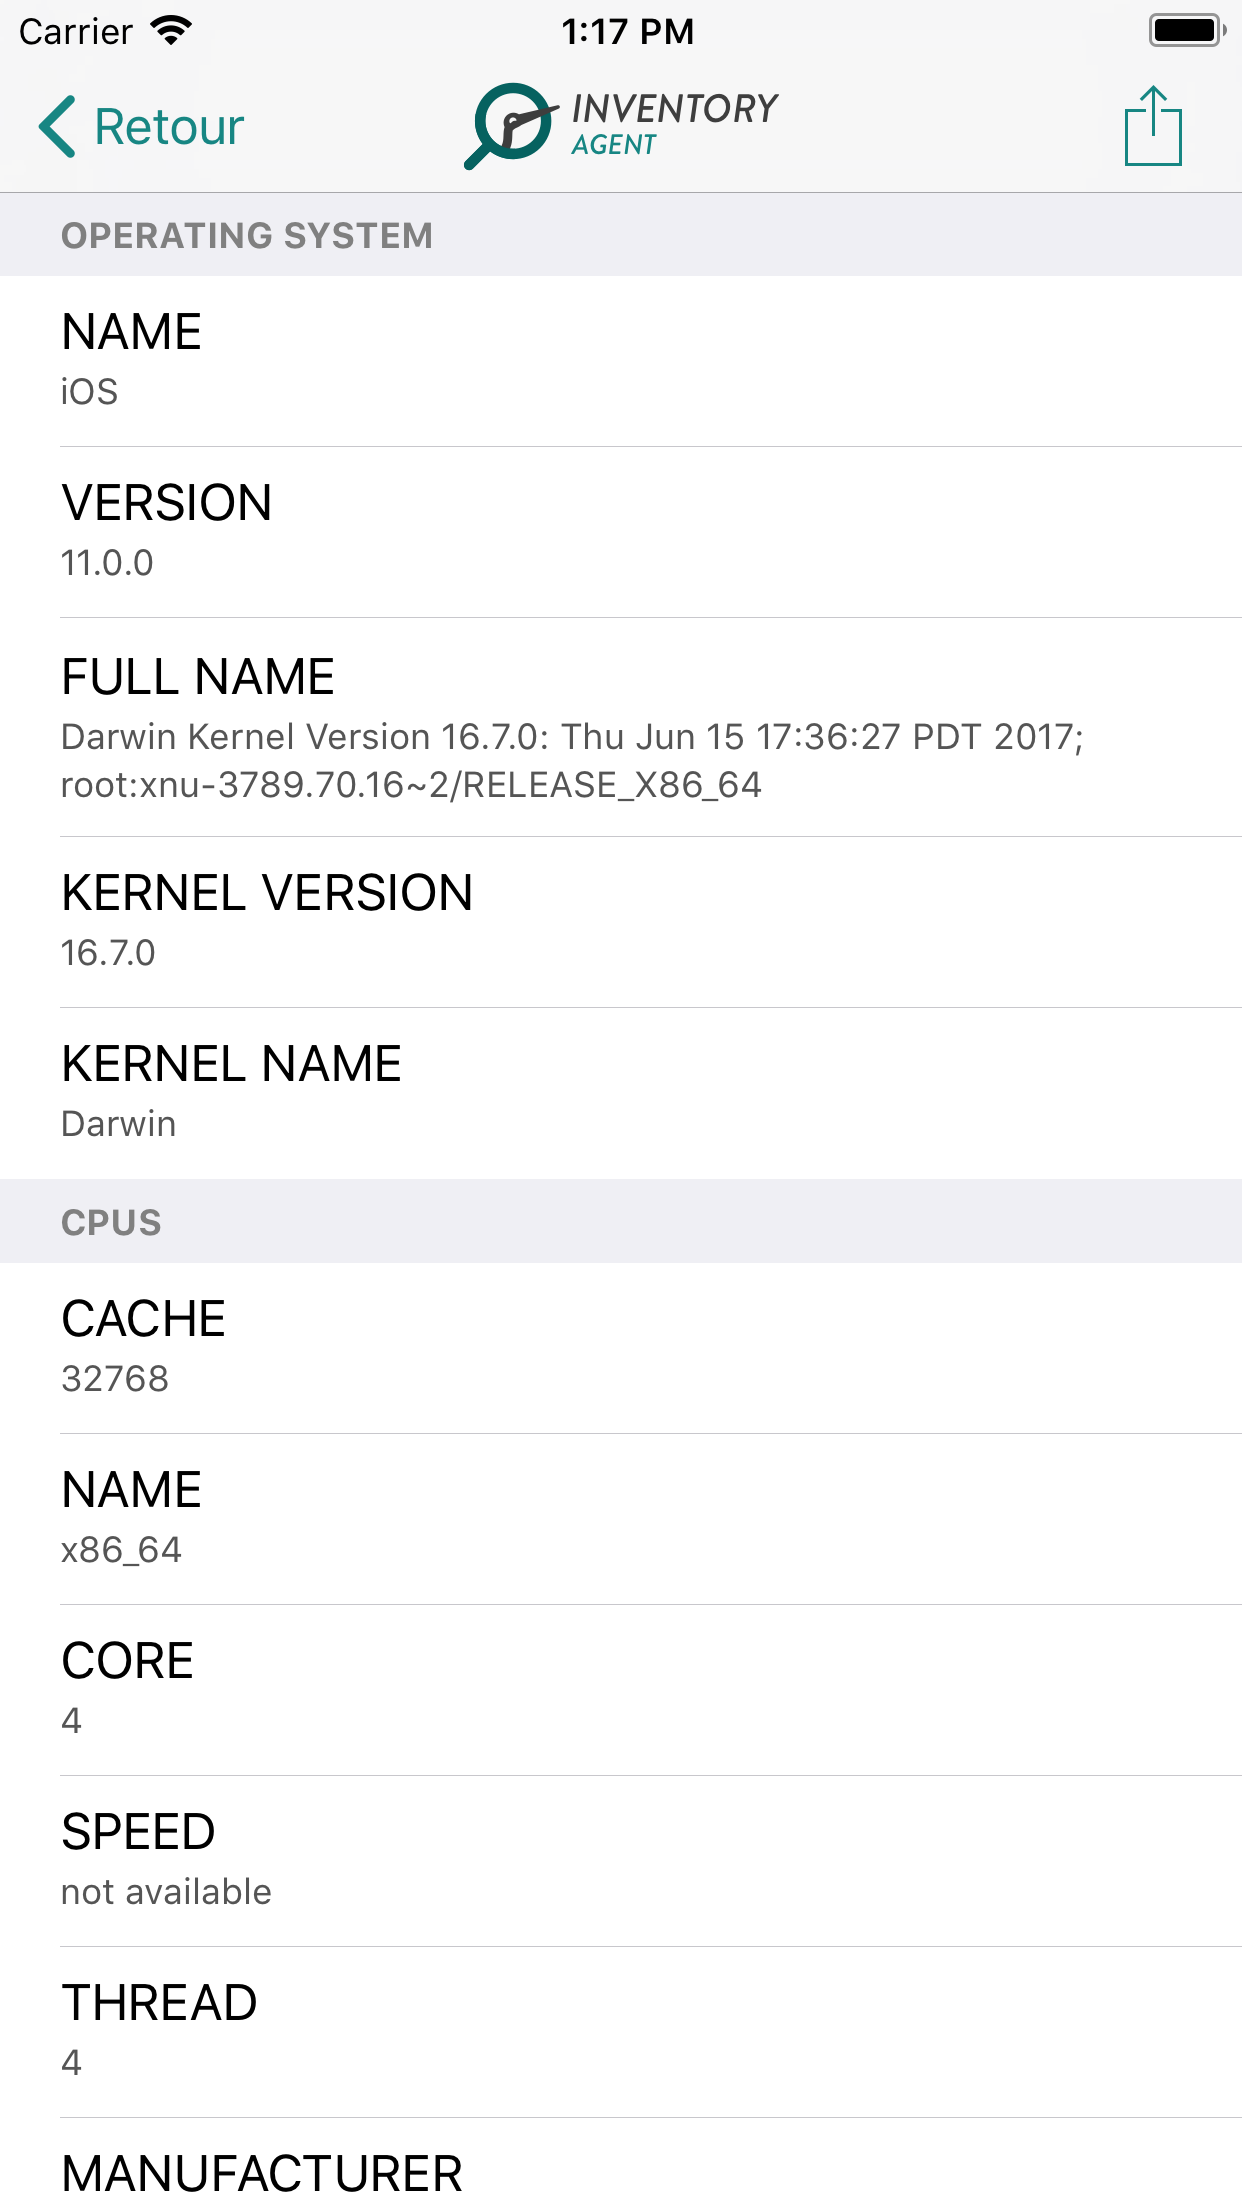 Carrier 1:17 PM
Retour
INVENTORY
AGENT
OPERATING SYSTEM
NAME
iOS
VERSION
11.0.0
FULL NAME
Darwin Kernel Version 16.7.0: Thu Jun 15 17:36:27 PDT 2017;
root:xnu-3789.70.16~2/RELEASE_X86_64
KERNEL VERSION
16.7.0
KERNEL NAME
Darwin
CPUS
CACHE
32768
NAME
x86_64
CORE
4
SPEED
not available
THREAD
4
MANUFACTURER